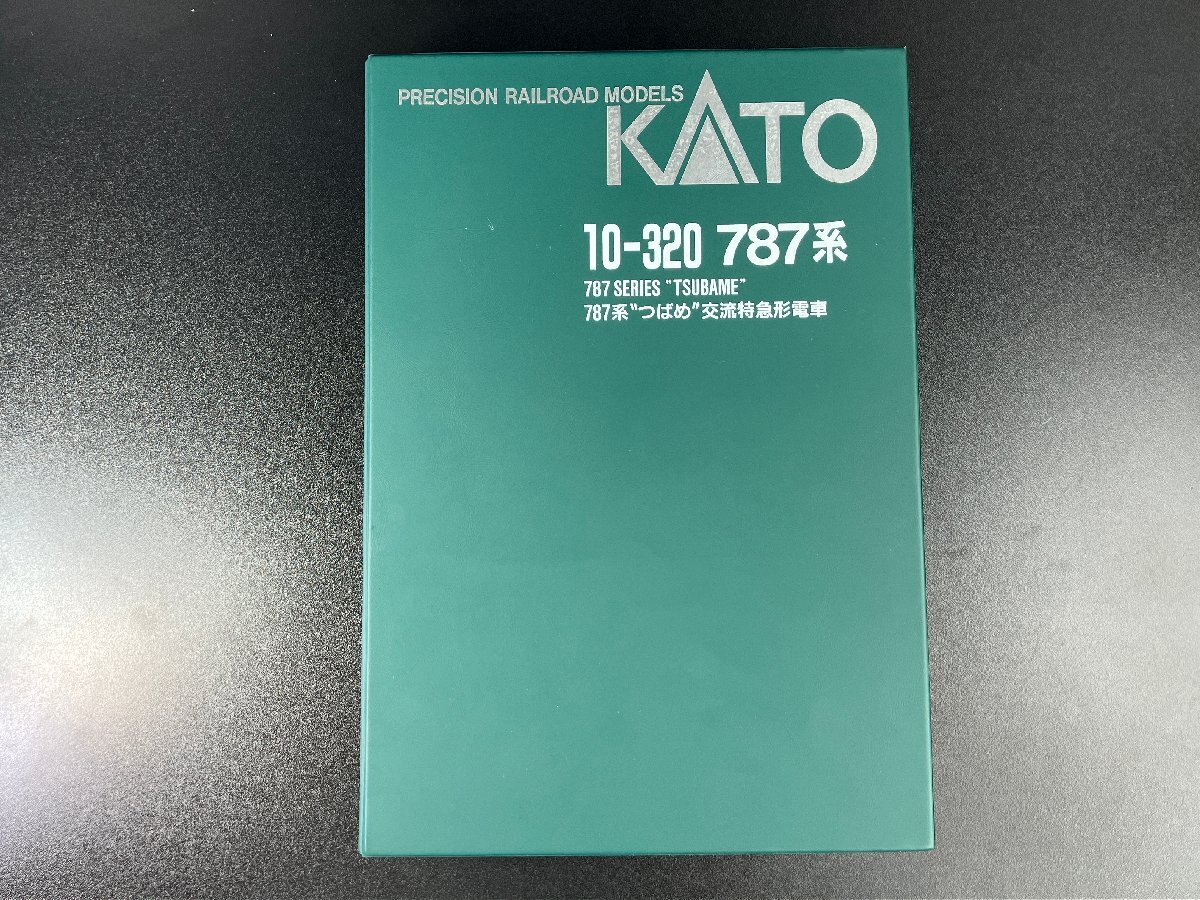 PRECISION RAILROAD MODELS
KATO
10-320 787系
787 SERIES "TSUBAME"
787系"つばめ"交流特急形電車